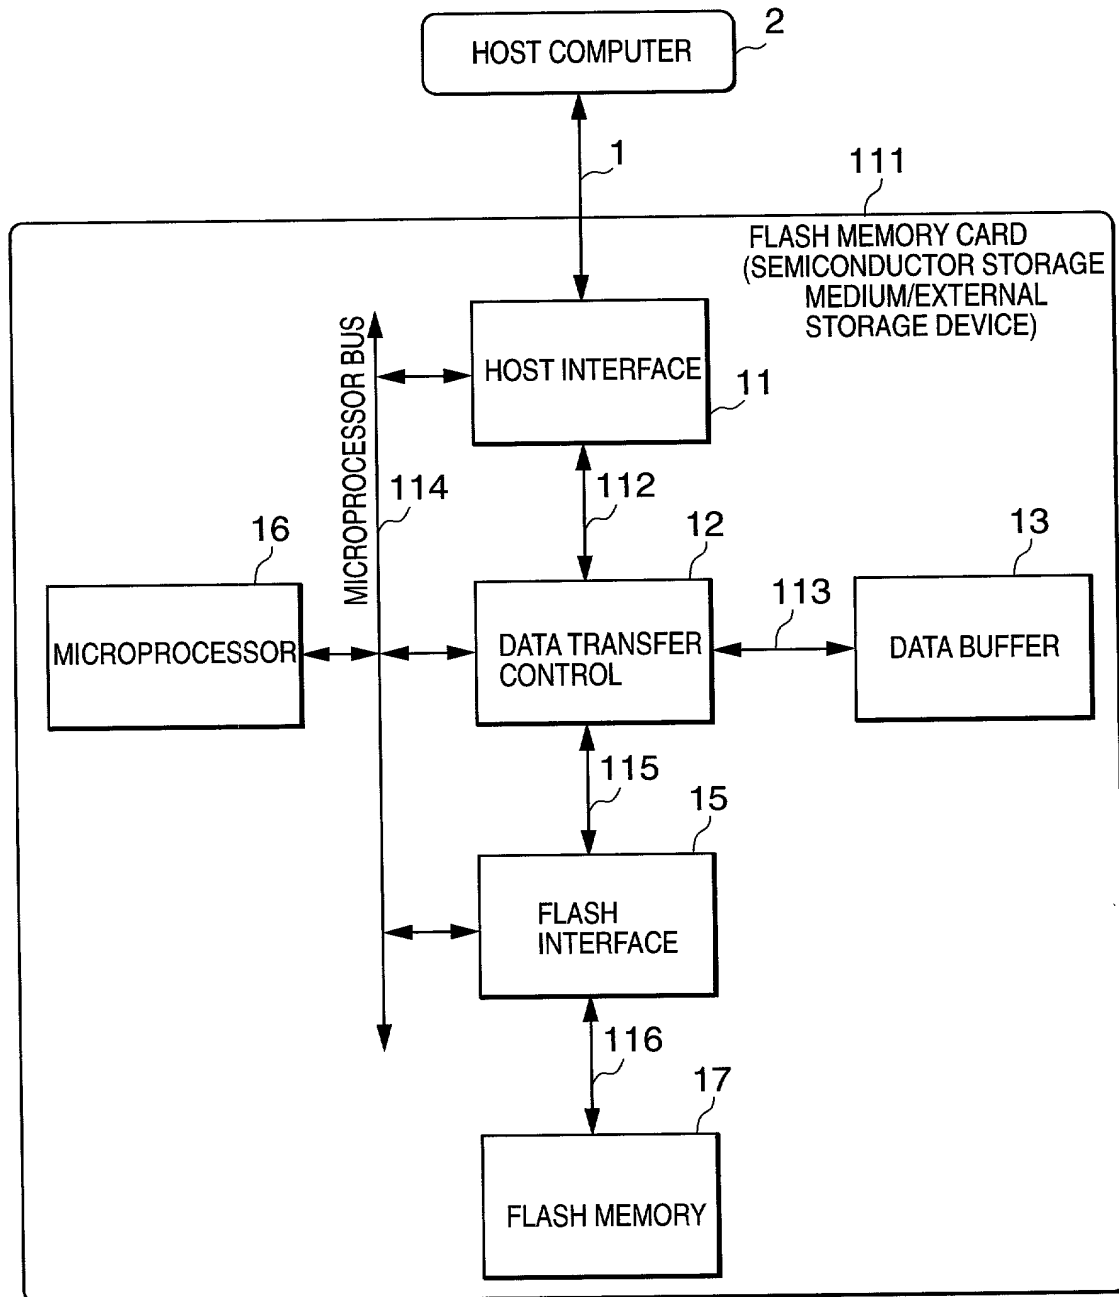 2
HOST COMPUTER
1
111
FLASH MEMORY CARD
(SEMICONDUCTOR STORAGE
MEDIUM/EXTERNAL
STORAGE DEVICE)
MICROPROCESSOR BUS
HOST INTERFACE
11
114
112
16
12
13
113
MICROPROCESSOR
DATA TRANSFER
CONTROL
DATA BUFFER
115
15
FLASH
INTERFACE
116
17
FLASH MEMORY